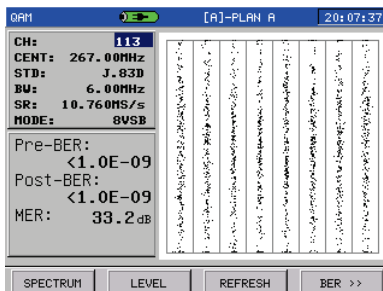 QAM [A]-PLAN A 20:07:37
CH: 113
CENT: 267.00MHz
STD: J.83D
BW: 6.00MHz
SR: 10.760MS/s
MODE: 8VSB
Pre-BER:
<1.0E-09
Post-BER:
<1.0E-09
MER: 33.2dB
SPECTRUM LEVEL REFRESH BER >>